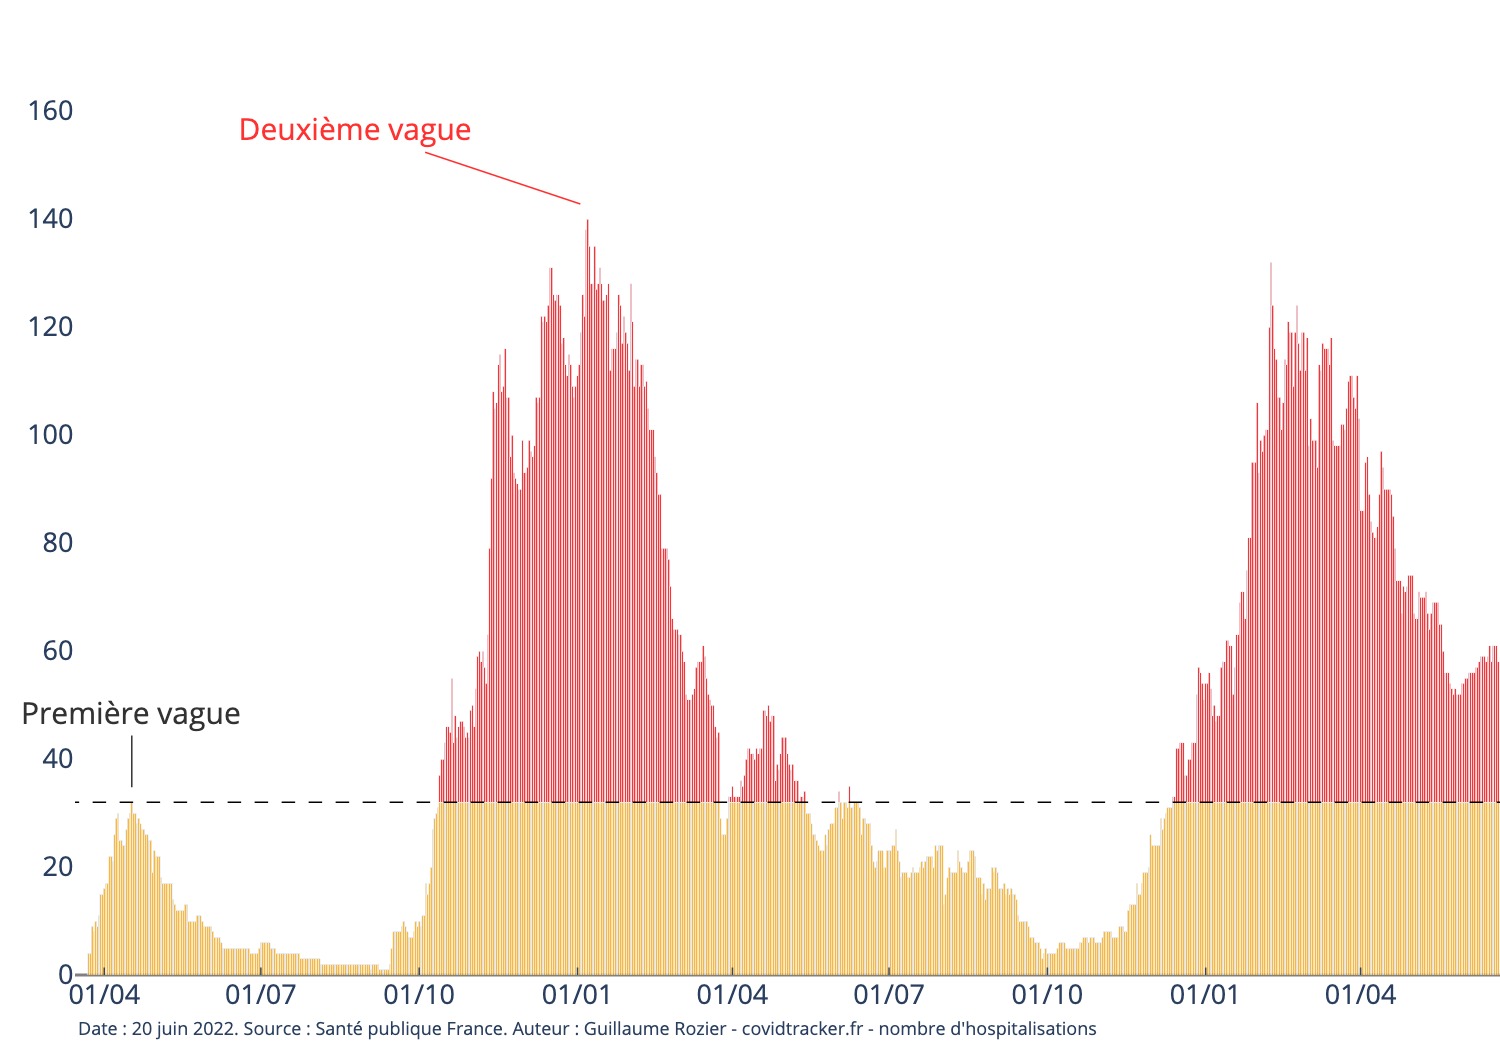 160
Deuxième vague
140
120
100
80
60
Première vague
40
20
0
01/04 01/07 01/10 01/01 01/04 01/07 01/10 01/01 01/04
Date : 20 juin 2022. Source : Santé publique France. Auteur : Guillaume Rozier - covidtracker.fr - nombre d'hospitalisations